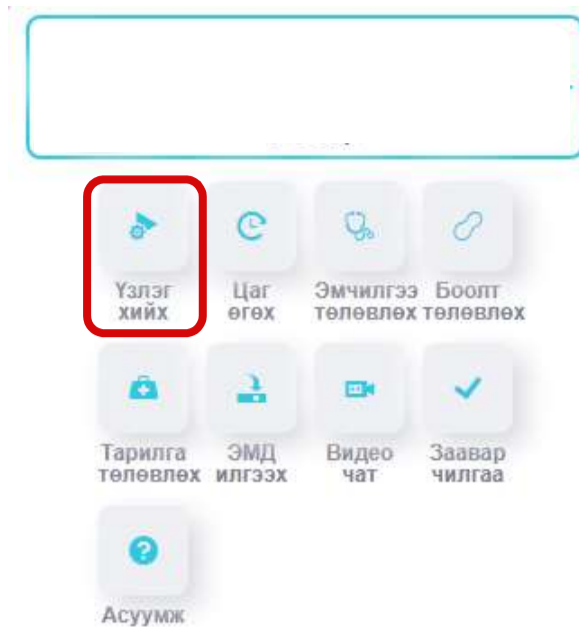 Үзлэг хийх
Цаг өгөх
Эмчилгээ төлөвлөх
Боолт төлөвлөх
Тарилга төлөвлөх
ЭМД илгээх
Видео чат
Заавар чилгаа
Асуумж